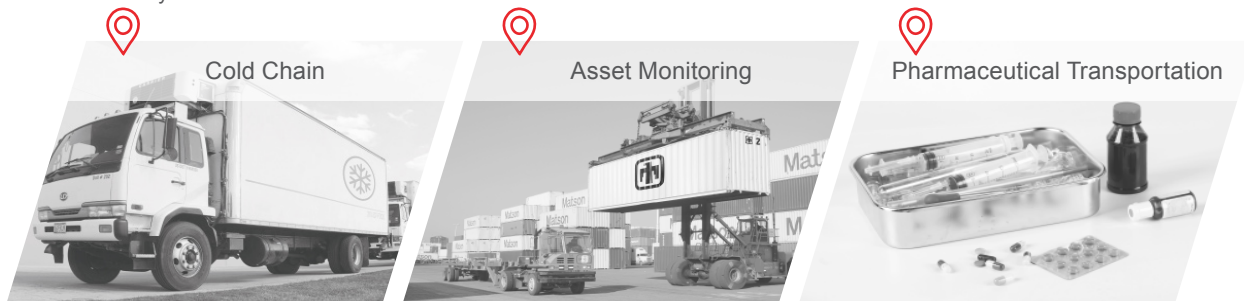 Cold Chain
Asset Monitoring
Pharmaceutical Transportation
Matson
Matson
Matson
Matson